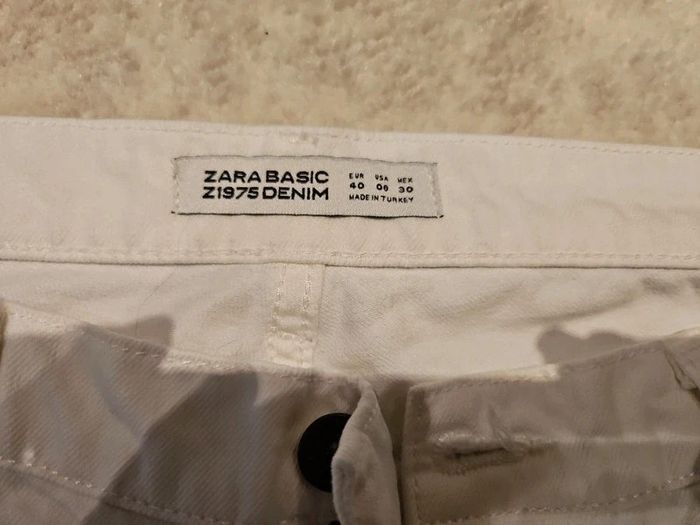 ZARA BASIC
Z1975 DENIM
EUR USA MEX
40 08 30
MADE IN TURKEY